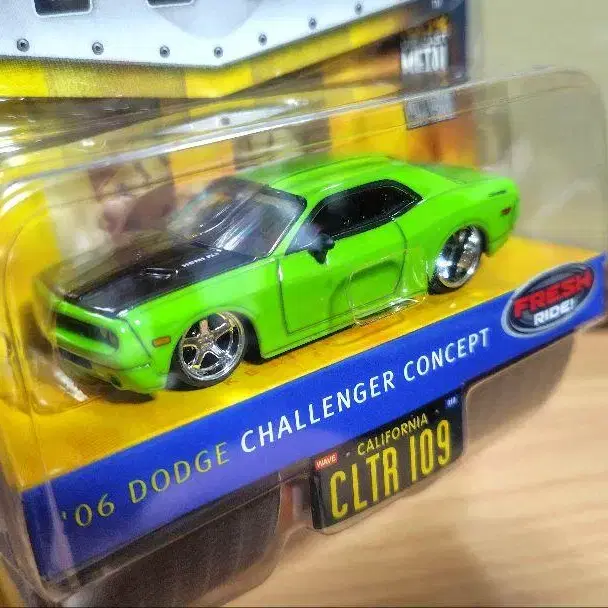 METAL
FRESH
RIDE!
'06 DODGE CHALLENGER CONCEPT
WAVE
CALIFORNIA
CLTR 109